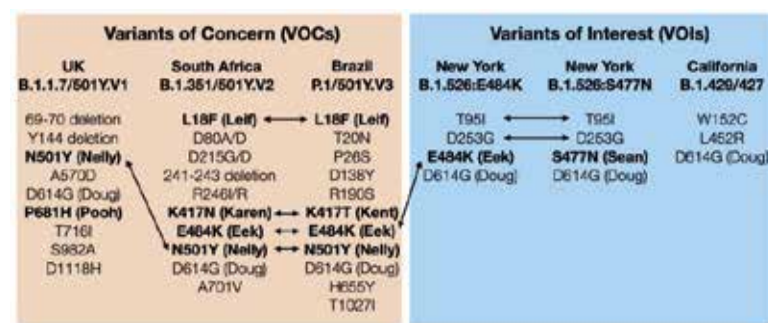 Variants of Concern (VOCs)
UK
B.1.1.7/501Y.V1
69-70 deletion
Y144 deletion
N501Y (Nelly)
A570D
D614G (Doug)
P681H (Pooh)
T716I
S982A
D1118H
South Africa
B.1.351/501Y.V2
L18F (Leif)
D80A/D
D215G/D
241-243 deletion
R246I/R
K417N (Karen)
E484K (Eek)
N501Y (Nelly)
D614G (Doug)
A701V
Brazil
P.1/501Y.V3
L18F (Leif)
T20N
P26S
D138Y
R190S
K417T (Kent)
E484K (Eek)
N501Y (Nelly)
D614G (Doug)
H655Y
T1027I
Variants of Interest (VOIs)
New York
B.1.526:E484K
T95I
D253G
E484K (Eek)
D614G (Doug)
New York
B.1.526:S477N
T95I
D253G
S477N (Sean)
D614G (Doug)
California
B.1.429/427
W152C
L452R
D614G (Doug)